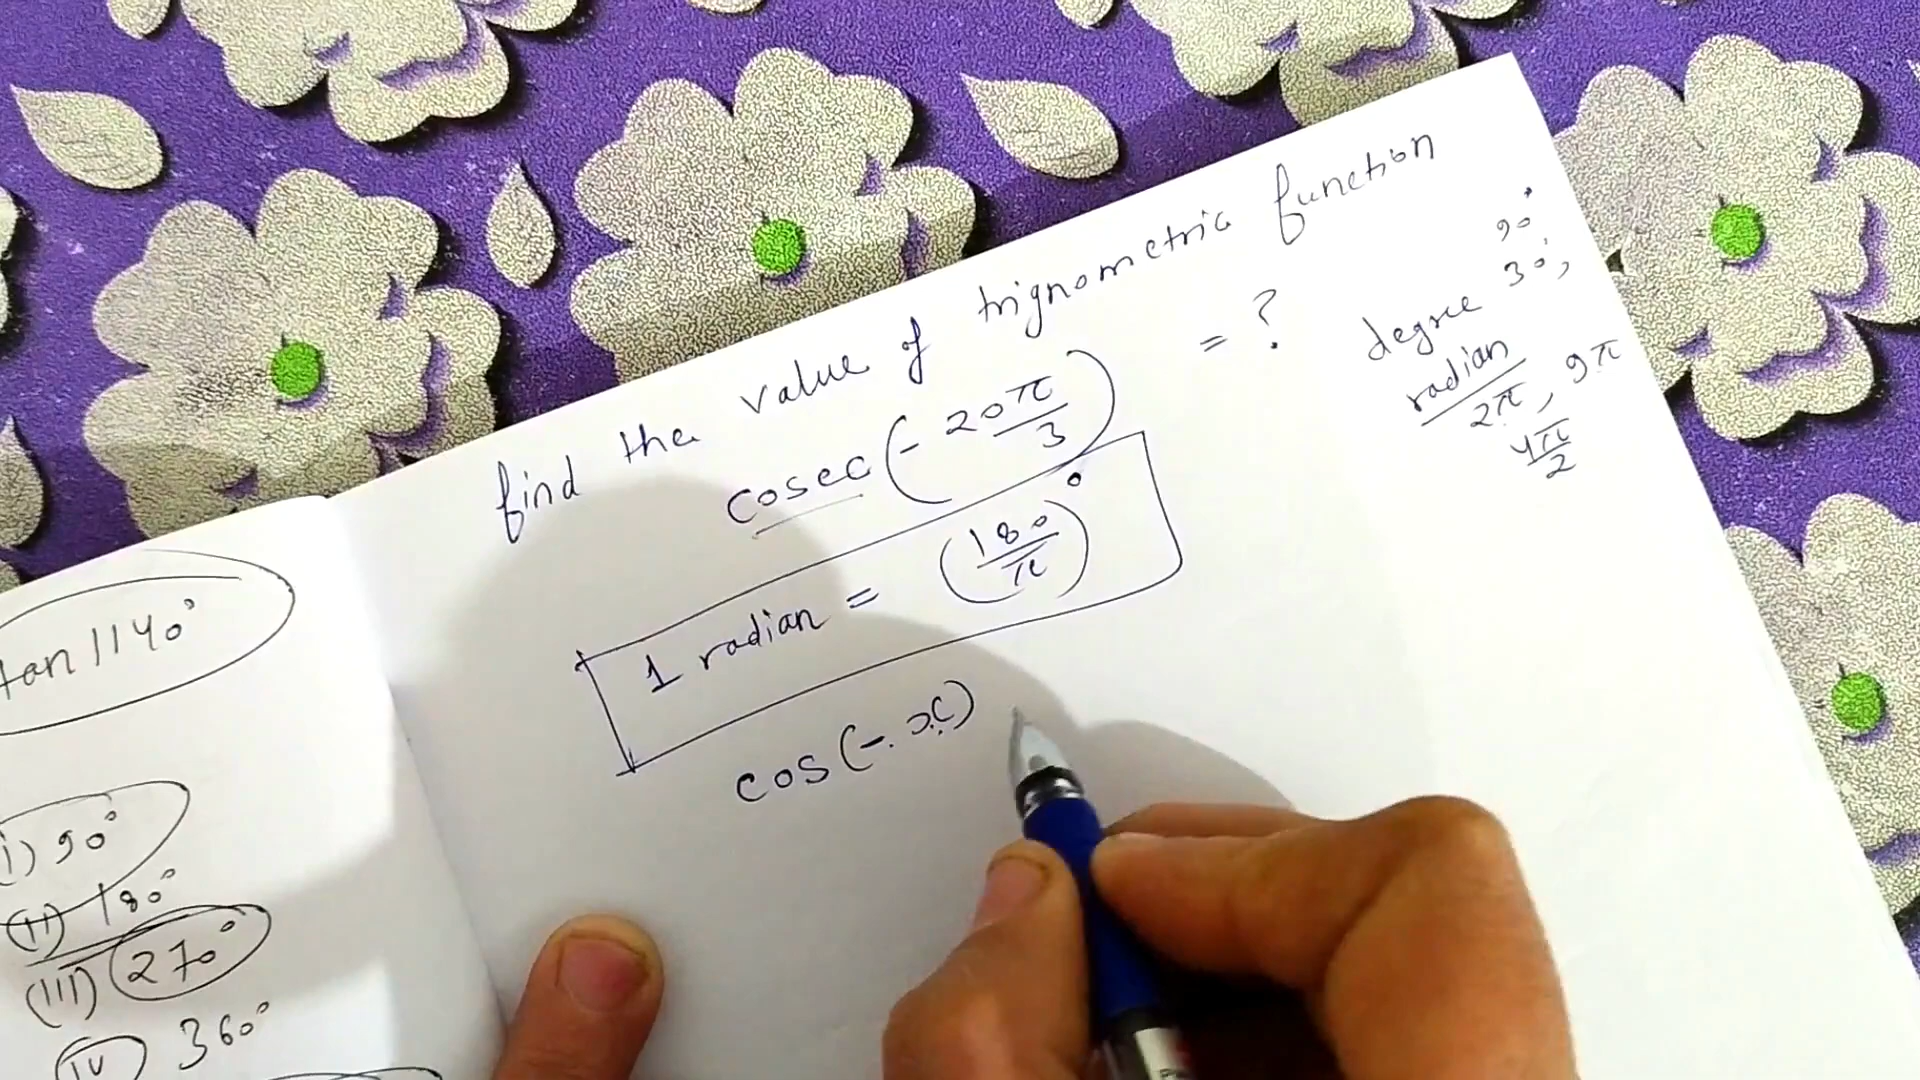 find the value of trignometric function
cosec (- 20π/3) = ?
1 radian = (180/π)°
cos (-x)
degree 30°,
90°
radian
2π, 9π
4π/2
tan 1140°
(i) 90°
(ii) 180°
(iii) 270°
(iv) 360°